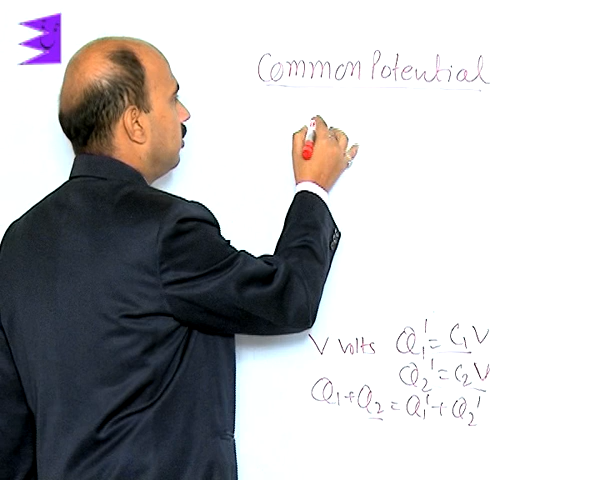 Common Potential
V volts Q₁' = C₁V
Q₂' = C₂V
Q₁+Q₂ = Q₁' + Q₂'